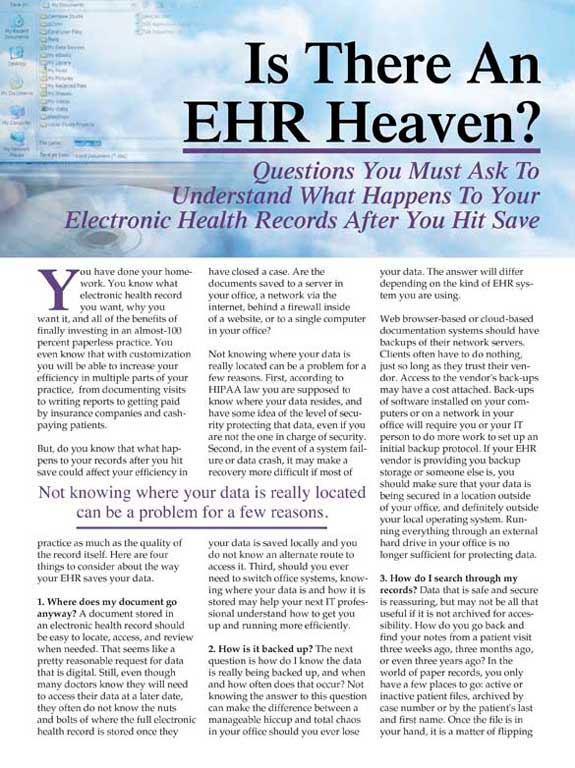 Save in:
My Recent
Documents
Desktop
My Documents
My Computer
My Network
Places
My eBooks
My Music
My Pictures
My Received Files
My Videos
File name:
Save as type:
Is There An
EHR Heaven?
Questions You Must Ask To
Understand What Happens To Your
Electronic Health Records After You Hit Save
You have done your home-
work. You know what
electronic health record
you want, why you
want it, and all of the benefits of
finally investing in an almost-100
percent paperless practice. You
even know that with customization
you will be able to increase your
efficiency in multiple parts of your
practice, from documenting visits
to writing reports to getting paid
by insurance companies and cash-
paying patients.
But, do you know that what hap-
pens to your records after you hit
save could affect your efficiency in
have closed a case. Are the
documents saved to a server in
your office, a network via the
internet, behind a firewall inside
of a website, or to a single computer
in your office?
Not knowing where your data is
really located can be a problem for a
few reasons. First, according to
HIPAA law you are supposed to
know where your data resides, and
have some idea of the level of secu-
rity protecting that data, even if you
are not the one in charge of security.
Second, in the event of a system fail-
ure or data crash, it may make a
recovery more difficult if most of
Not knowing where your data is really located
can be a problem for a few reasons.
practice as much as the quality of
the record itself. Here are four
things to consider about the way
your EHR saves your data.
1. Where does my document go
anyway? A document stored in
an electronic health record should
be easy to locate, access, and review
when needed. That seems like a
pretty reasonable request for data
that is digital. Still, even though
many doctors know they will need
to access their data at a later date,
they often do not know the nuts
and bolts of where the full electronic
health record is stored once they
your data is saved locally and you
do not know an alternate route to
access it. Third, should you ever
need to switch office systems, know-
ing where your data is and how it is
stored may help your next IT profes-
sional understand how to get you
up and running more efficiently.
2. How is it backed up? The next
question is how do I know the data
is really being backed up, and when
and how often does that occur? Not
knowing the answer to this question
can make the difference between a
manageable hiccup and total chaos
in your office should you ever lose
your data. The answer will differ
depending on the kind of EHR sys-
tem you are using.
Web browser-based or cloud-based
documentation systems should have
backups of their network servers.
Clients often have to do nothing,
just so long as they trust their ven-
dor. Access to the vendor's back-ups
may have a cost attached. Back-ups
of software installed on your com-
puters or on a network in your
office will require you or your IT
person to do more work to set up an
initial backup protocol. If your EHR
vendor is providing you backup
storage or someone else is, you
should make sure that your data is
being secured in a location outside
of your office, and definitely outside
your local operating system. Run-
ning everything through an external
hard drive in your office is no
longer sufficient for protecting data.
3. How do I search through my
records? Data that is safe and secure
is reassuring, but may not be all that
useful if it is not archived for acces-
sibility. How do you go back and
find your notes from a patient visit
three weeks ago, three months ago,
or even three years ago? In the
world of paper records, you only
have a few places to go: active or
inactive patient files, archived by
case number or by the patient's last
and first name. Once the file is in
your hand, it is a matter of flipping